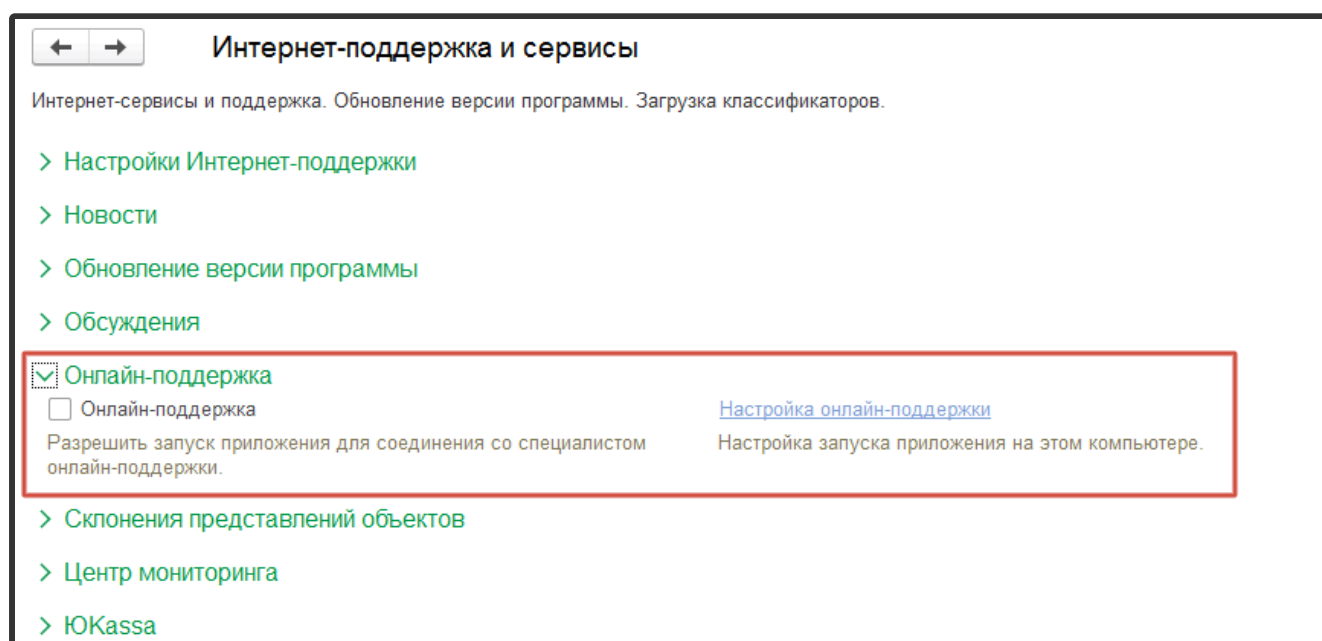 Интернет-поддержка и сервисы
Интернет-сервисы и поддержка. Обновление версии программы. Загрузка классификаторов.
Настройки Интернет-поддержки
Новости
Обновление версии программы
Обсуждения
Онлайн-поддержка
Онлайн-поддержка Настройка онлайн-поддержки
Разрешить запуск приложения для соединения со специалистом Настройка запуска приложения на этом компьютере.
онлайн-поддержки.
Склонения представлений объектов
Центр мониторинга
ЮKassa